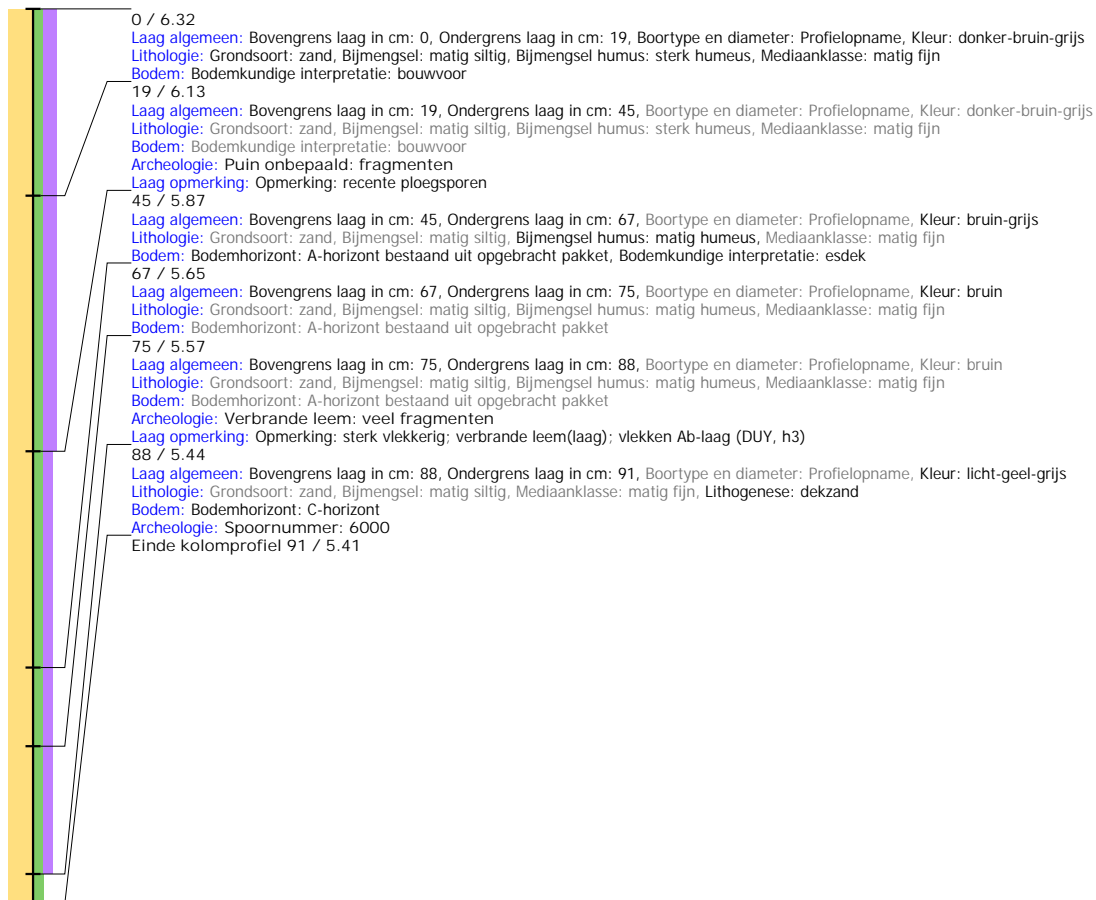 0 / 6.32
Laag algemeen: Bovengrens laag in cm: 0, Ondergrens laag in cm: 19, Boortype en diameter: Profielopname, Kleur: donker-bruin-grijs
Lithologie: Grondsoort: zand, Bijmengsel: matig siltig, Bijmengsel humus: sterk humeus, Mediaanklasse: matig fijn
Bodem: Bodemkundige interpretatie: bouwvoor
19 / 6.13
Laag algemeen: Bovengrens laag in cm: 19, Ondergrens laag in cm: 45, Boortype en diameter: Profielopname, Kleur: donker-bruin-grijs
Lithologie: Grondsoort: zand, Bijmengsel: matig siltig, Bijmengsel humus: sterk humeus, Mediaanklasse: matig fijn
Bodem: Bodemkundige interpretatie: bouwvoor
Archeologie: Puin onbepaald: fragmenten
Laag opmerking: Opmerking: recente ploegsporen
45 / 5.87
Laag algemeen: Bovengrens laag in cm: 45, Ondergrens laag in cm: 67, Boortype en diameter: Profielopname, Kleur: bruin-grijs
Lithologie: Grondsoort: zand, Bijmengsel: matig siltig, Bijmengsel humus: matig humeus, Mediaanklasse: matig fijn
Bodem: Bodemhorizont: A-horizont bestaand uit opgebracht pakket, Bodemkundige interpretatie: esdek
67 / 5.65
Laag algemeen: Bovengrens laag in cm: 67, Ondergrens laag in cm: 75, Boortype en diameter: Profielopname, Kleur: bruin
Lithologie: Grondsoort: zand, Bijmengsel: matig siltig, Bijmengsel humus: matig humeus, Mediaanklasse: matig fijn
Bodem: Bodemhorizont: A-horizont bestaand uit opgebracht pakket
75 / 5.57
Laag algemeen: Bovengrens laag in cm: 75, Ondergrens laag in cm: 88, Boortype en diameter: Profielopname, Kleur: bruin
Lithologie: Grondsoort: zand, Bijmengsel: matig siltig, Bijmengsel humus: matig humeus, Mediaanklasse: matig fijn
Bodem: Bodemhorizont: A-horizont bestaand uit opgebracht pakket
Archeologie: Verbrande leem: veel fragmenten
Laag opmerking: Opmerking: sterk vlekkerig; verbrande leem(laag); vlekken Ab-laag (DUY, h3)
88 / 5.44
Laag algemeen: Bovengrens laag in cm: 88, Ondergrens laag in cm: 91, Boortype en diameter: Profielopname, Kleur: licht-geel-grijs
Lithologie: Grondsoort: zand, Bijmengsel: matig siltig, Mediaanklasse: matig fijn, Lithogenese: dekzand
Bodem: Bodemhorizont: C-horizont
Archeologie: Spoornummer: 6000
Einde kolomprofiel 91 / 5.41